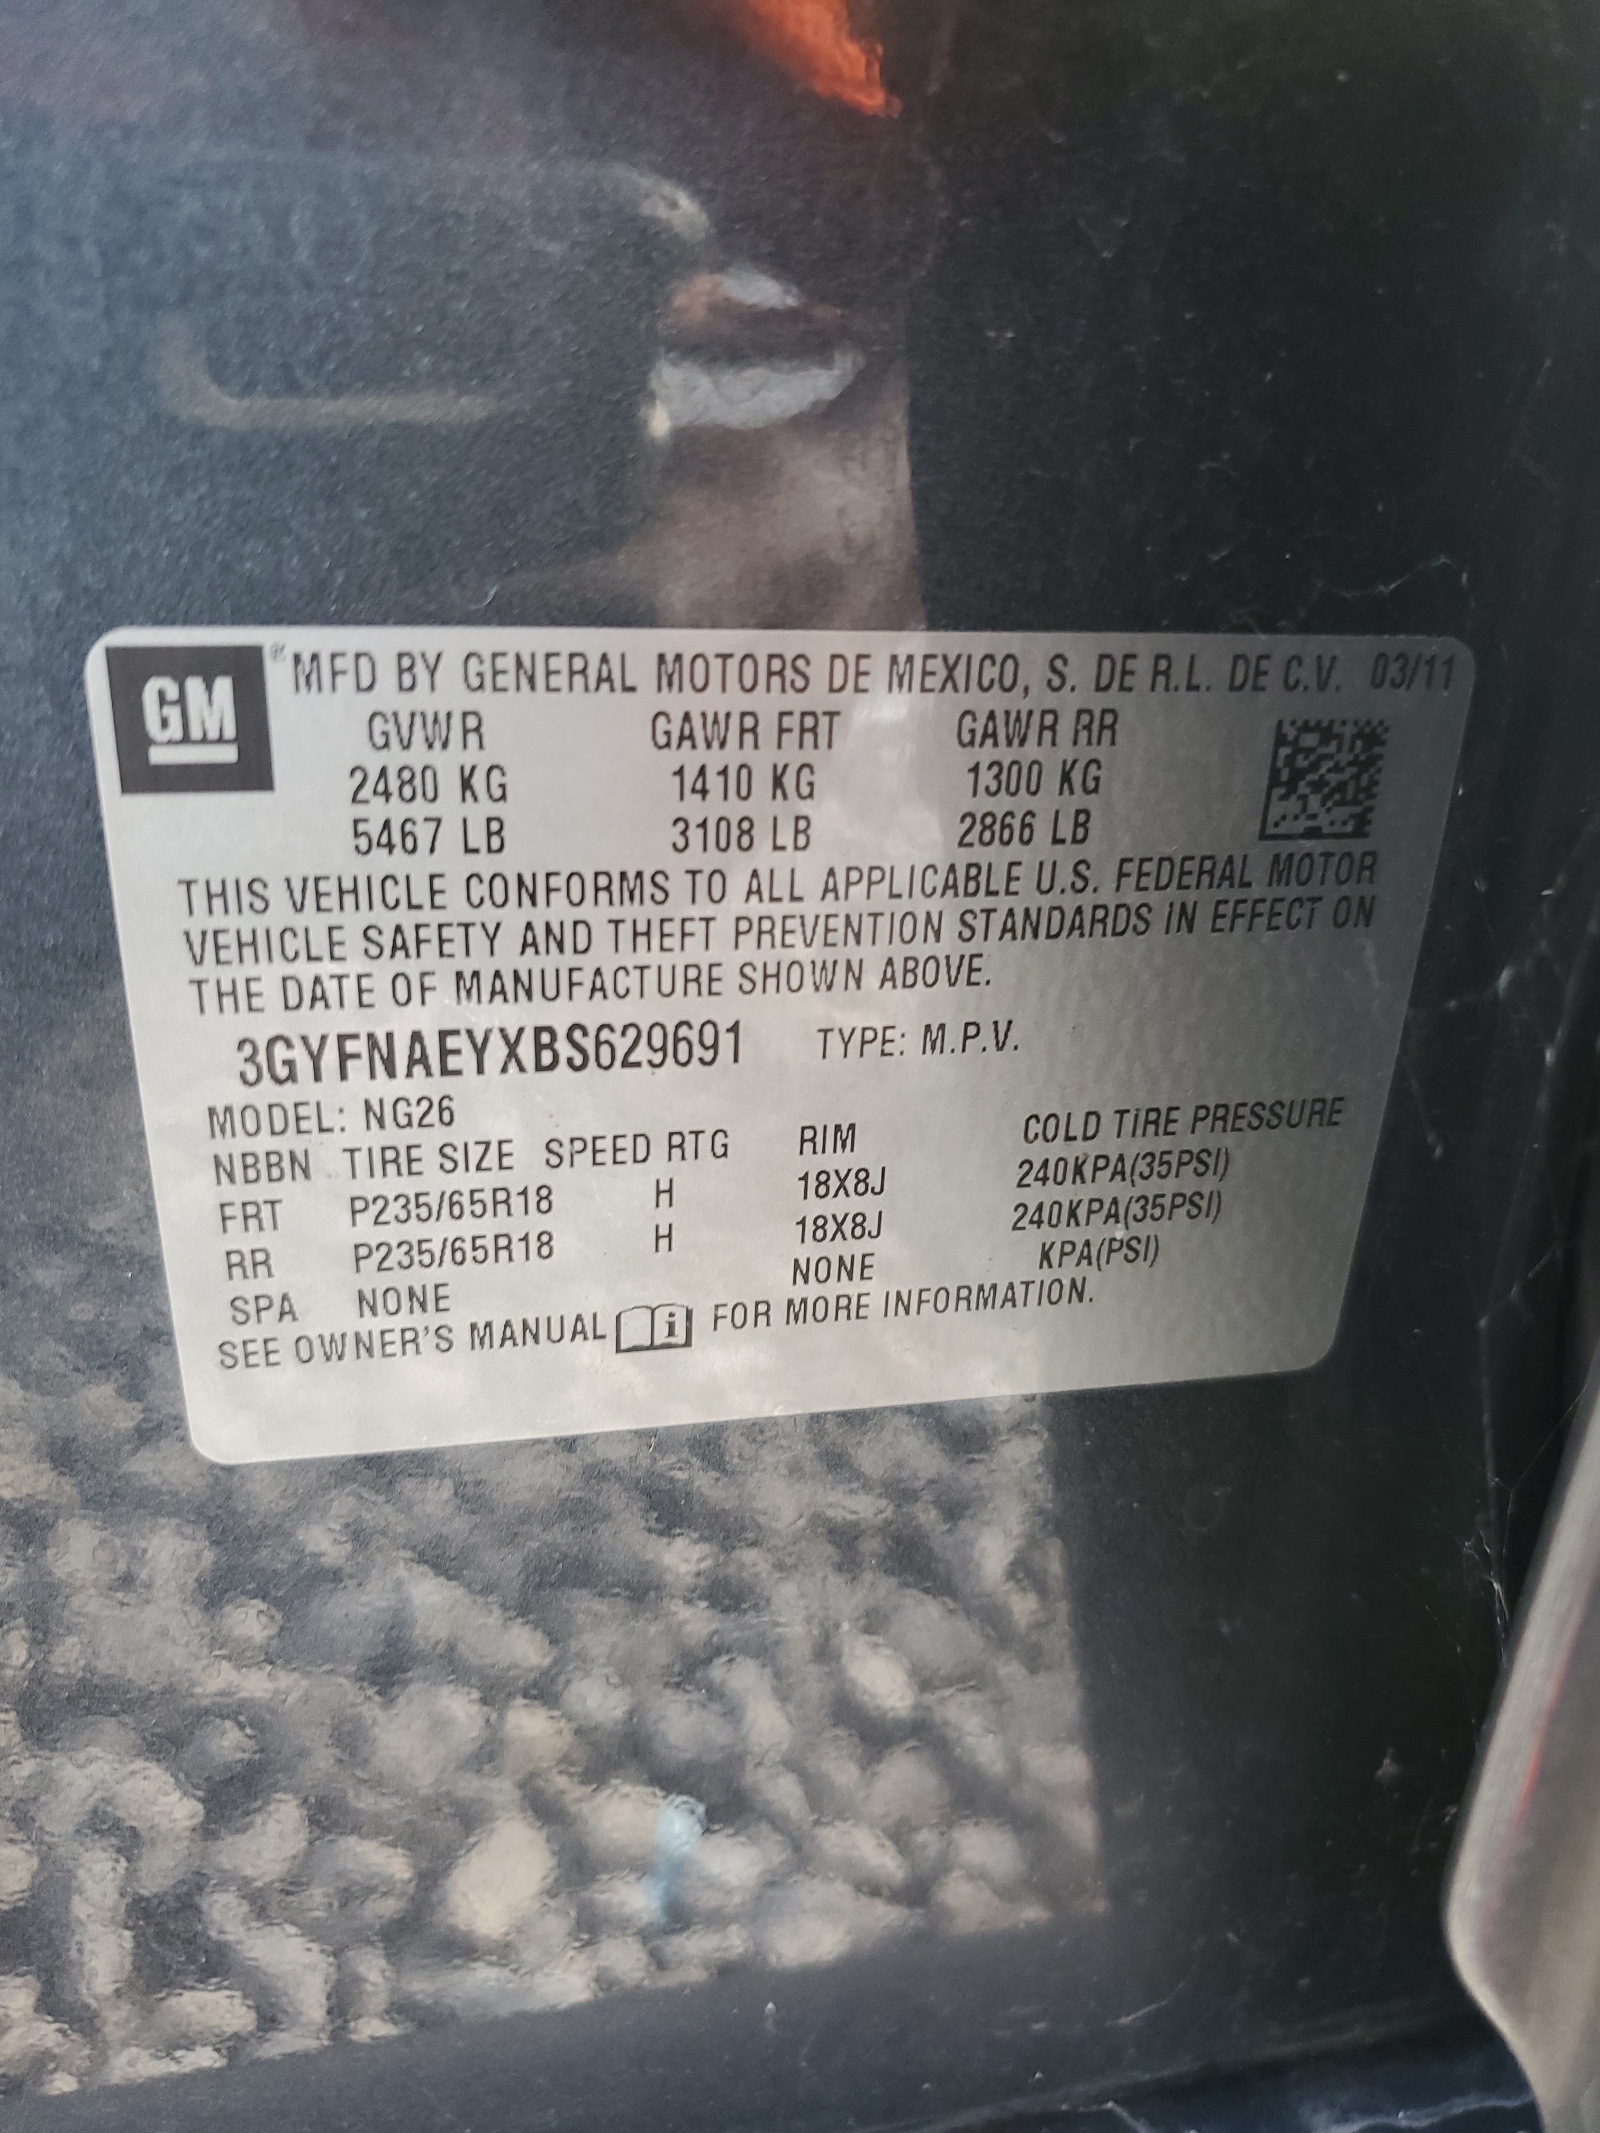 GM ® MFD BY GENERAL MOTORS DE MEXICO, S. DE R.L. DE C.V. 03/11
GVWR GAWR FRT GAWR RR
2480 KG 1410 KG 1300 KG
5467 LB 3108 LB 2866 LB
THIS VEHICLE CONFORMS TO ALL APPLICABLE U.S. FEDERAL MOTOR
VEHICLE SAFETY AND THEFT PREVENTION STANDARDS IN EFFECT ON
THE DATE OF MANUFACTURE SHOWN ABOVE.
3GYFNAEYXBS629691 TYPE: M.P.V.
MODEL: NG26
NBBN TIRE SIZE SPEED RTG RIM COLD TIRE PRESSURE
FRT P235/65R18 H 18X8J 240KPA(35PSI)
RR P235/65R18 H 18X8J 240KPA(35PSI)
SPA NONE NONE KPA(PSI)
SEE OWNER'S MANUAL i FOR MORE INFORMATION.